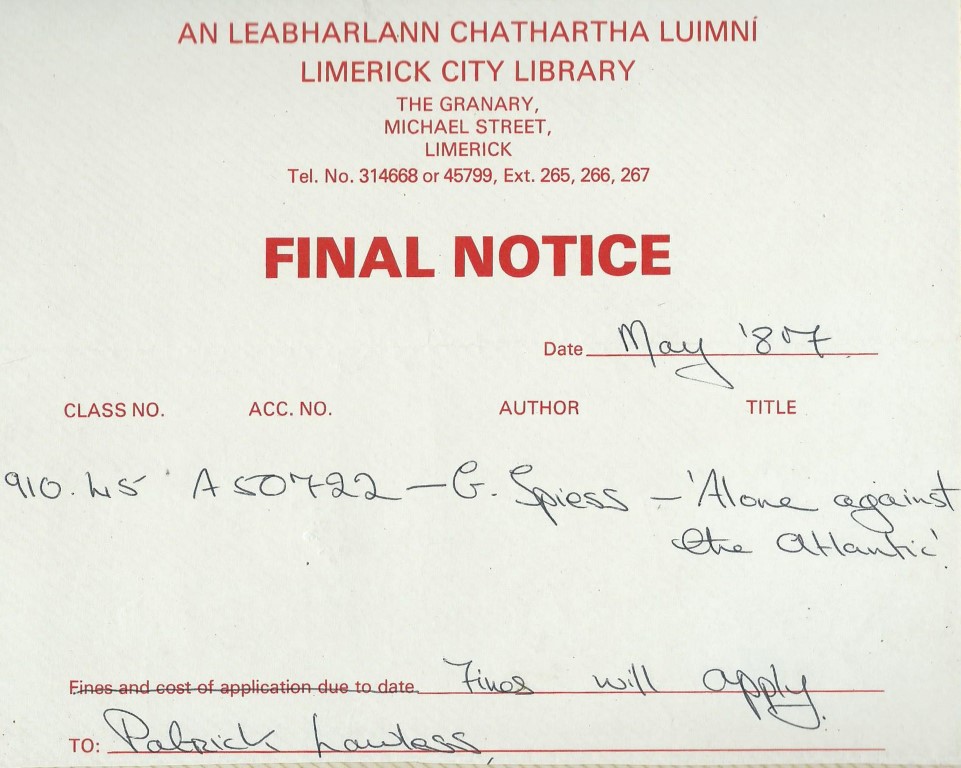 AN LEABHARLANN CHATHARTHA LUIMNÍ
LIMERICK CITY LIBRARY
THE GRANARY,
MICHAEL STREET,
LIMERICK
Tel. No. 314668 or 45799, Ext. 265, 266, 267
FINAL NOTICE
Date May '87
CLASS NO. ACC. NO. AUTHOR TITLE
910.45 A50722 — G. Spiess — 'Alone against
the Atlantic'.
Fines and cost of application due to date. Fines will apply.
TO: Patrick Lawless,